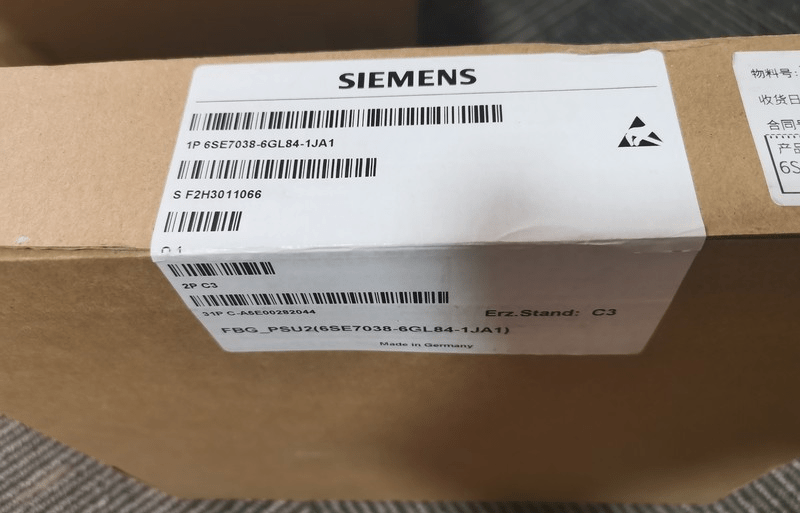 SIEMENS
1P 6SE7038-6GL84-1JA1
S F2H3011066
2P C3
31P C-A5E00282044
Erz.Stand: C3
FBG_PSU2(6SE7038-6GL84-1JA1)
Made in Germany
物料号:
收货日
合同号
产品
6S